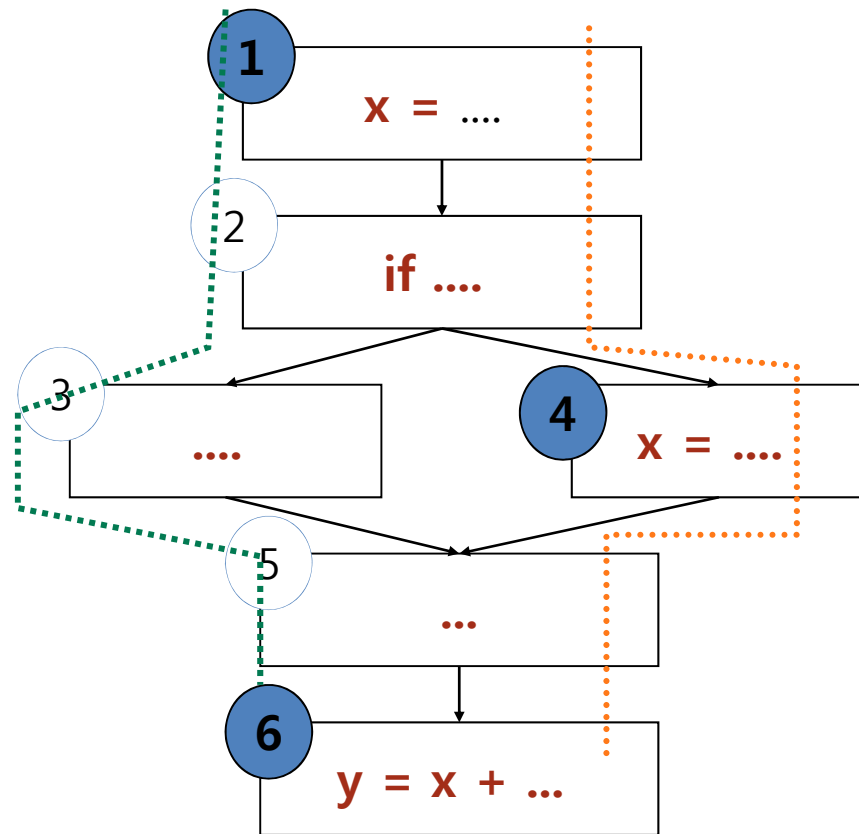 1
x = ....
2
if ....
3
....
4
x = ....
5
...
6
y = x + ...